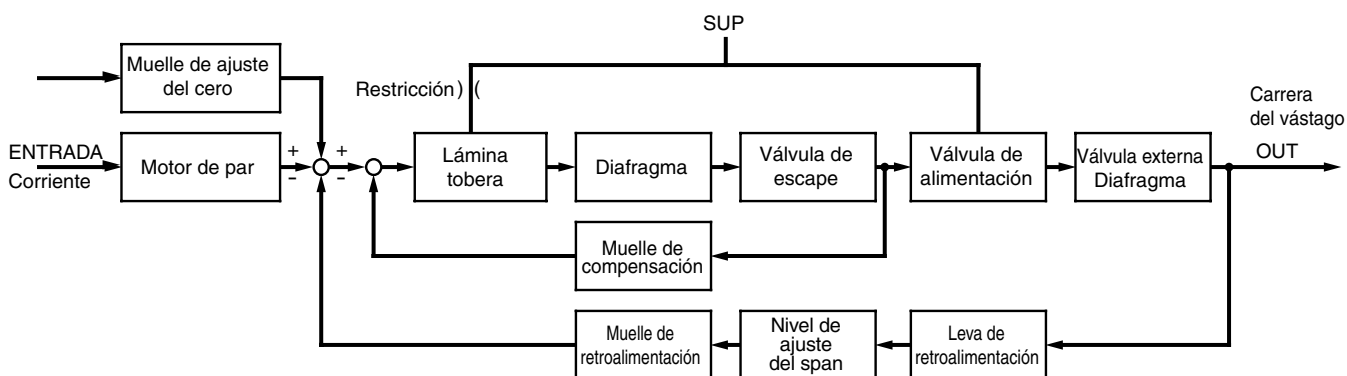 SUP
Muelle de ajuste
del cero
Restricción) (
Carrera
del vástago
ENTRADA
Corriente
Motor de par
+
-
+
-
Lámina
tobera
Diafragma
Válvula de
escape
Válvula de
alimentación
Válvula externa
Diafragma
OUT
Muelle de
compensación
Muelle de
retroalimentación
Nivel de
ajuste
del span
Leva de
retroalimentación